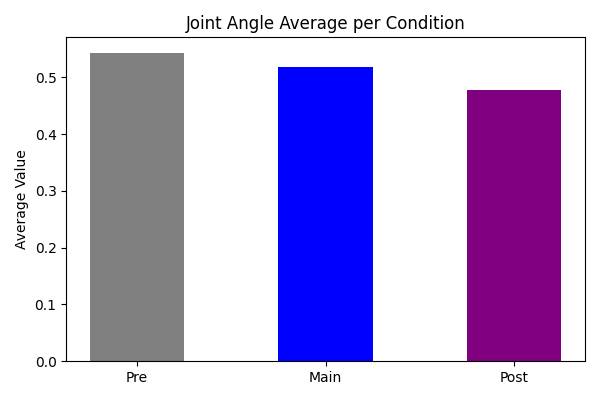 Joint Angle Average per Condition
Average Value
0.5
0.4
0.3
0.2
0.1
0.0
Pre
Main
Post